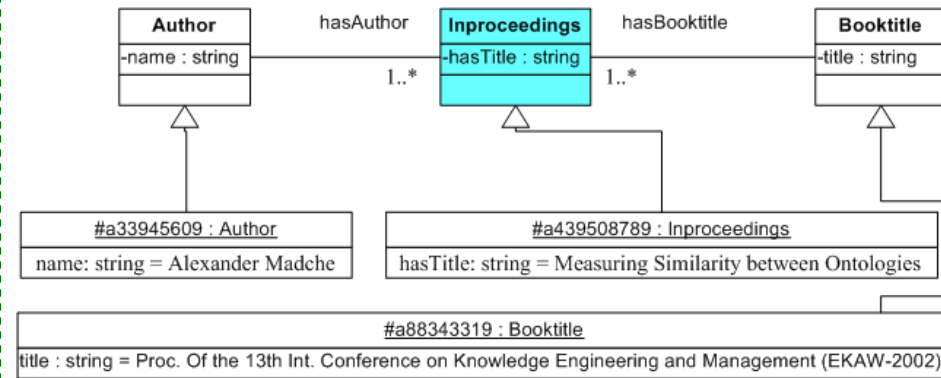 Author
hasAuthor
Inproceedings
hasBooktitle
Booktitle
-name : string
-hasTitle : string
-title : string
1..*
1..*
#a33945609 : Author
#a439508789 : Inproceedings
name: string = Alexander Madche
hasTitle: string = Measuring Similarity between Ontologies
#a88343319 : Booktitle
title : string = Proc. Of the 13th Int. Conference on Knowledge Engineering and Management (EKAW-2002)